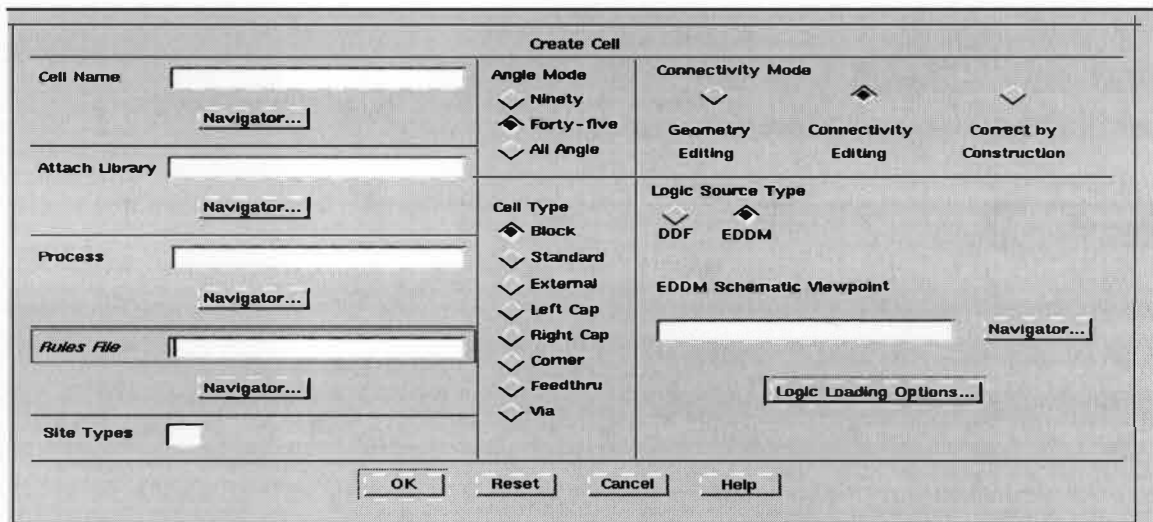 Create Cell
Cell Name
Navigator...
Attach Library
Navigator...
Process
Navigator...
Rules File
Navigator...
Site Types
Angle Mode
Ninety
Forty-five
All Angle
Cell Type
Block
Standard
External
Left Cap
Right Cap
Corner
Feedthru
Via
Connectivity Mode
Geometry Editing
Connectivity Editing
Correct by Construction
Logic Source Type
DDF EDDM
EDDM Schematic Viewpoint
Navigator...
Logic Loading Options...
OK Reset Cancel Help